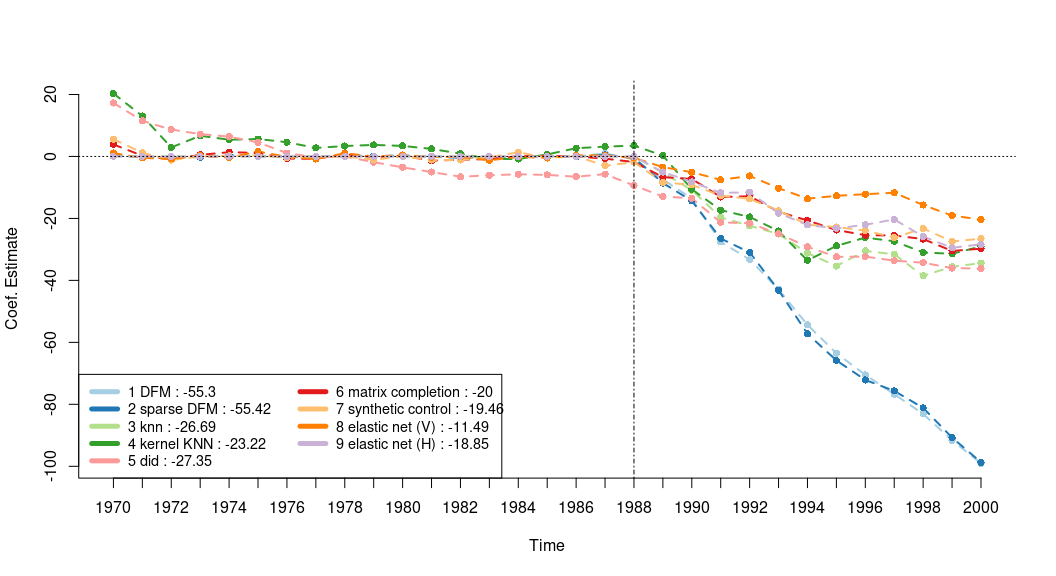 20
0
-20
-40
-60
-80
-100
Coef. Estimate
1 DFM : -55.3
2 sparse DFM : -55.42
3 knn : -26.69
4 kernel KNN : -23.22
5 did : -27.35
6 matrix completion : -20
7 synthetic control : -19.46
8 elastic net (V) : -11.49
9 elastic net (H) : -18.85
1970 1972 1974 1976 1978 1980 1982 1984 1986 1988 1990 1992 1994 1996 1998 2000
Time